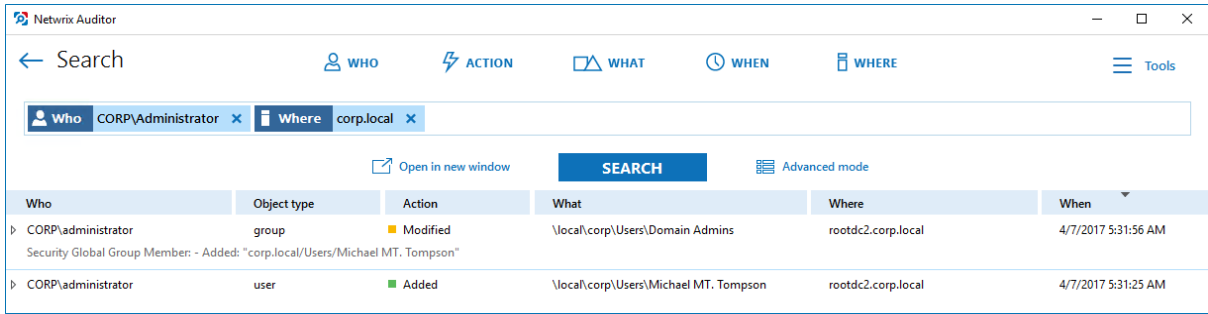 Netwrix Auditor
Search WHO ACTION WHAT WHEN WHERE Tools
Who CORP\Administrator × Where corp.local ×
Open in new window SEARCH Advanced mode
Who Object type Action What Where When
CORP\administrator group Modified \local\corp\Users\Domain Admins rootdc2.corp.local 4/7/2017 5:31:56 AM
Security Global Group Member: - Added: "corp.local/Users/Michael MT. Tompson"
CORP\administrator user Added \local\corp\Users\Michael MT. Tompson rootdc2.corp.local 4/7/2017 5:31:25 AM